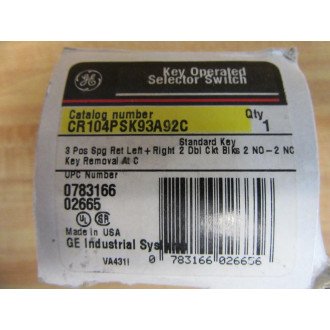 Key Operated
Selector Switch
Catalog number
Qty
CR104PSK93A92C
1
Standard Key
3 Pos Spg Ret Left+Right 2 Dbl Ckt Blks 2 NO-2 NC
Key Removal At C
UPC Number
0783166
02665
Made in USA
GE Industrial Systems
VA431I
0 783166 026656